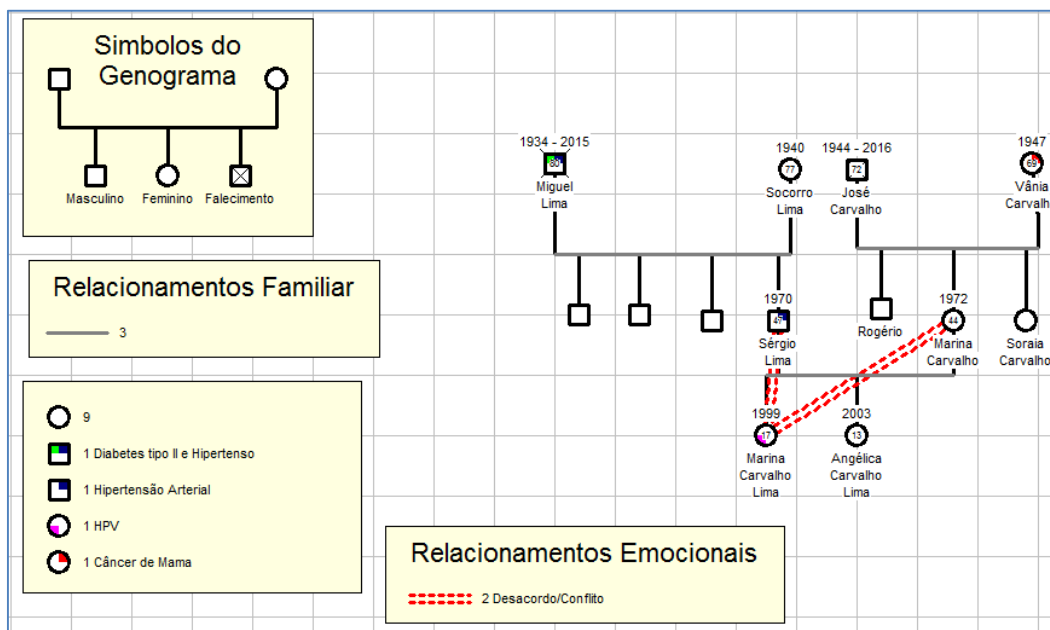 Simbolos do
Genograma
Masculino
Feminino
Falecimento
Relacionamentos Familiar
3
9
1 Diabetes tipo II e Hipertenso
1 Hipertensão Arterial
1 HPV
1 Câncer de Mama
1934 - 2015
80
Miguel
Lima
1940
77
Socorro
Lima
1944 - 2016
72
José
Carvalho
1947
69
Vânia
Carvalh
1970
47
Sérgio
Lima
Rogério
1972
44
Marina
Carvalho
Soraia
Carvalho
1999
17
Marina
Carvalho
Lima
2003
13
Angélica
Carvalho
Lima
Relacionamentos Emocionais
2 Desacordo/Conflito